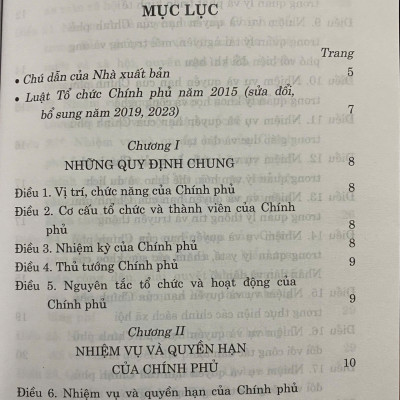 MỤC LỤC
Trang
• Chú dẫn của Nhà xuất bản 5
• Luật Tổ chức Chính phủ năm 2015 (sửa đổi,
bổ sung năm 2019, 2023) 7
Chương I
NHỮNG QUY ĐỊNH CHUNG 8
Điều 1. Vị trí, chức năng của Chính phủ 8
Điều 2. Cơ cấu tổ chức và thành viên của Chính
phủ 8
Điều 3. Nhiệm kỳ của Chính phủ 8
Điều 4. Thủ tướng Chính phủ 9
Điều 5. Nguyên tắc tổ chức và hoạt động của
Chính phủ 9
Chương II
NHIỆM VỤ VÀ QUYỀN HẠN
CỦA CHÍNH PHỦ 10
Điều 6. Nhiệm vụ và quyền hạn của Chính phủ